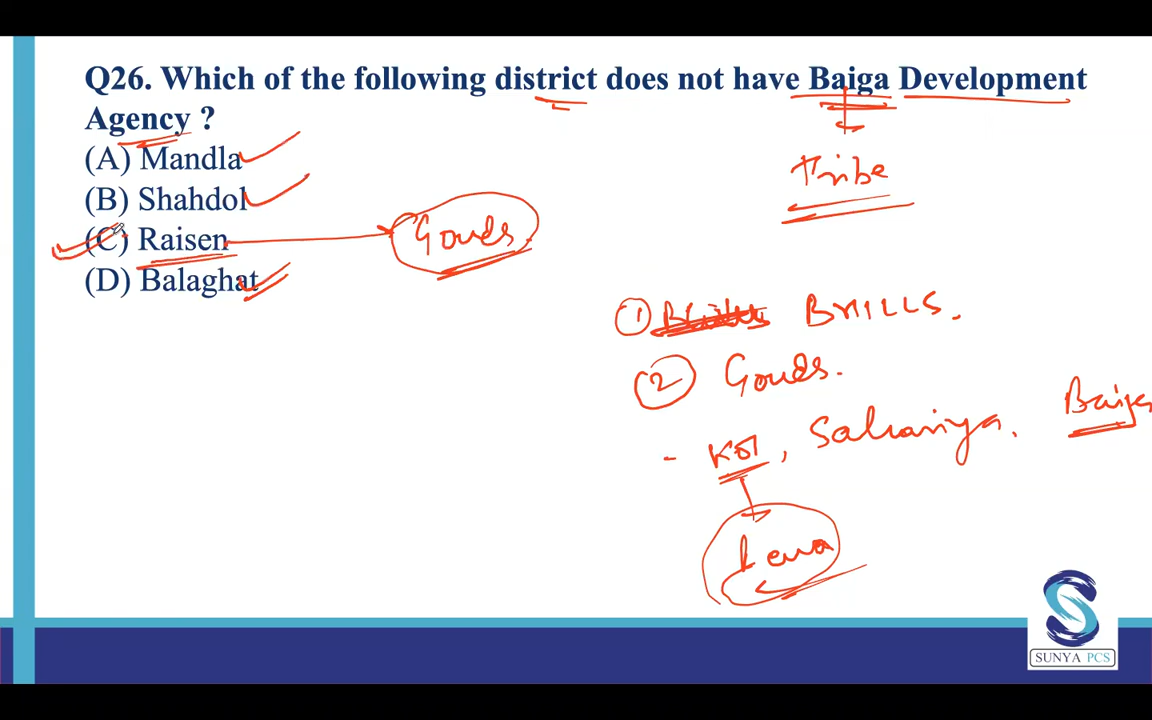 Q26. Which of the following district does not have Baiga Development
Agency ?
(A) Mandla
(B) Shahdol
(C) Raisen
(D) Balaghat
Tribe
Gonds
① BHILLS.
② Gonds.
- KOl, Sahariya. Baiga
Rewa
SUNYA PCS